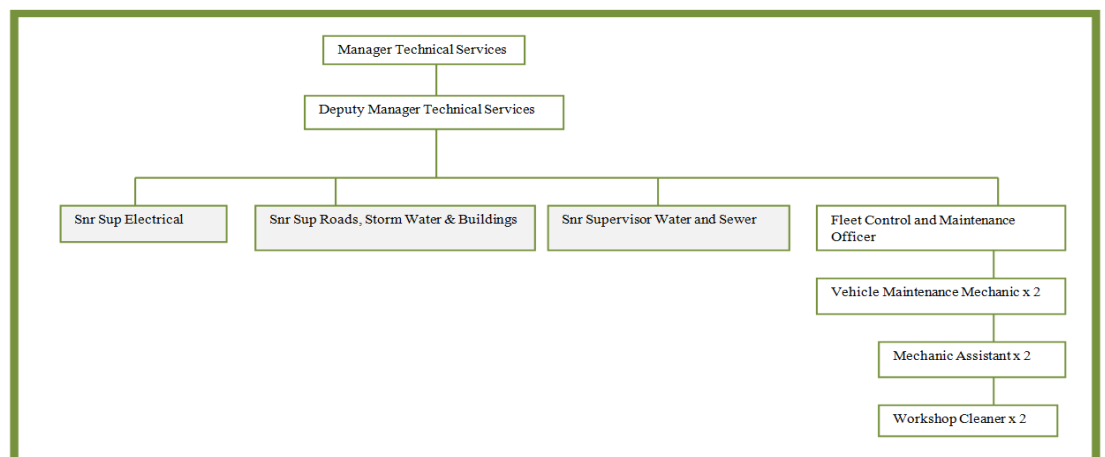 Manager Technical Services
Deputy Manager Technical Services
Snr Sup Electrical
Snr Sup Roads, Storm Water & Buildings
Snr Supervisor Water and Sewer
Fleet Control and Maintenance
Officer
Vehicle Maintenance Mechanic x 2
Mechanic Assistant x 2
Workshop Cleaner x 2